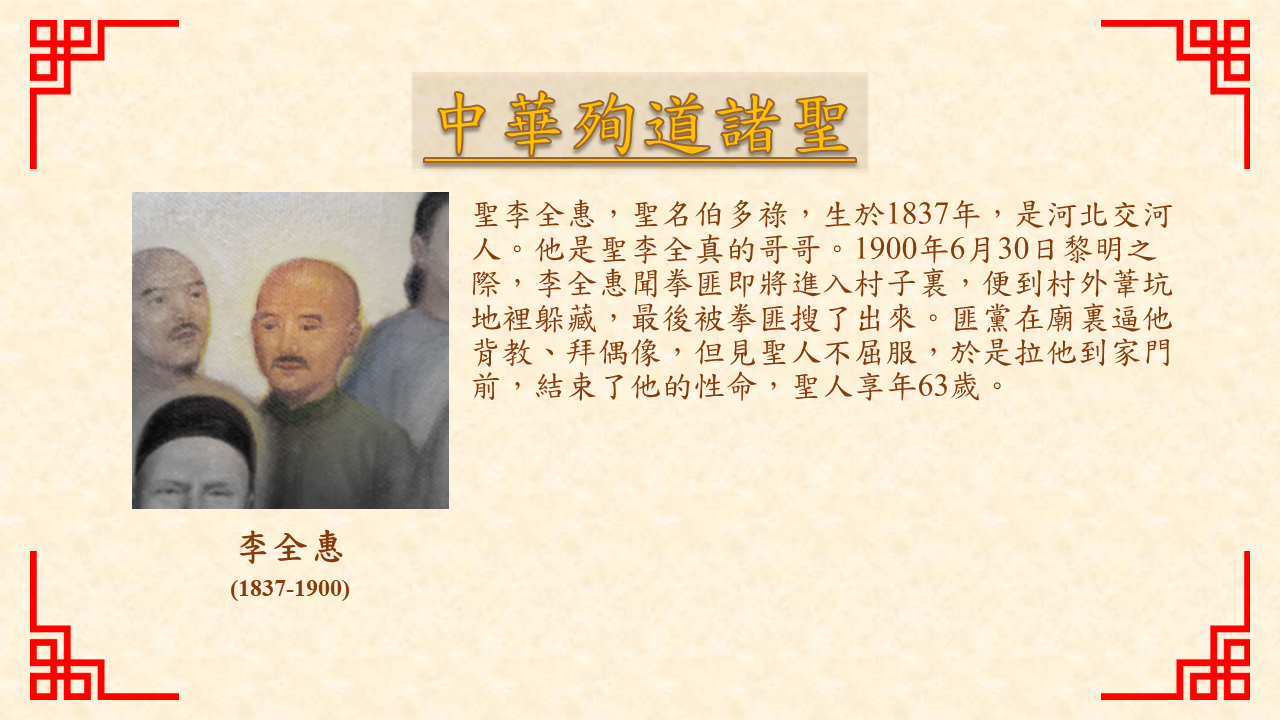 中華殉道諸聖
聖李全惠，聖名伯多祿，生於1837年，是河北交河
人。他是聖李全真的哥哥。1900年6月30日黎明之
際，李全惠聞拳匪即將進入村子裏，便到村外葦坑
地裡躲藏，最後被拳匪搜了出來。匪黨在廟裏逼他
背教、拜偶像，但見聖人不屈服，於是拉他到家門
前，結束了他的性命，聖人享年63歲。
李全惠
(1837-1900)